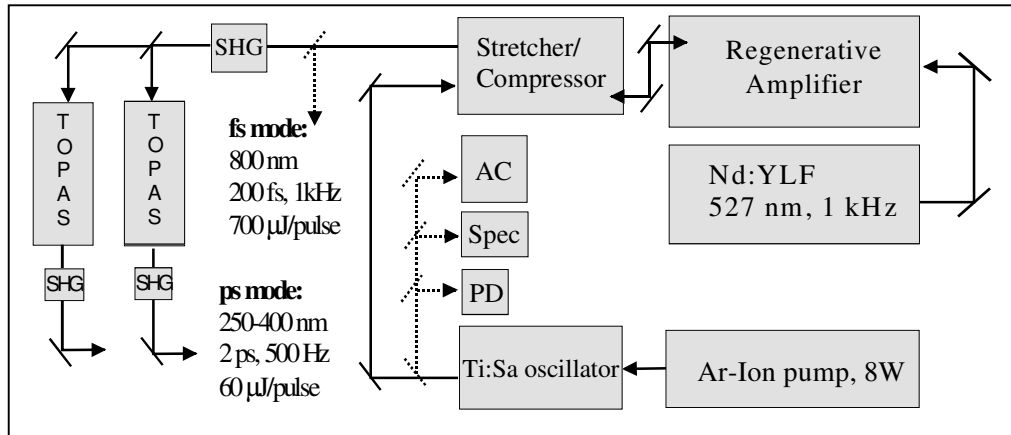 SHG
Stretcher/
Compressor
Regenerative
Amplifier
T
O
P
A
S
T
O
P
A
S
fs mode:
800 nm
200 fs, 1kHz
700 µJ/pulse
AC
Spec
PD
Nd:YLF
527 nm, 1 kHz
SHG
SHG
ps mode:
250-400 nm
2 ps, 500 Hz
60 µJ/pulse
Ti:Sa oscillator
Ar-Ion pump, 8W